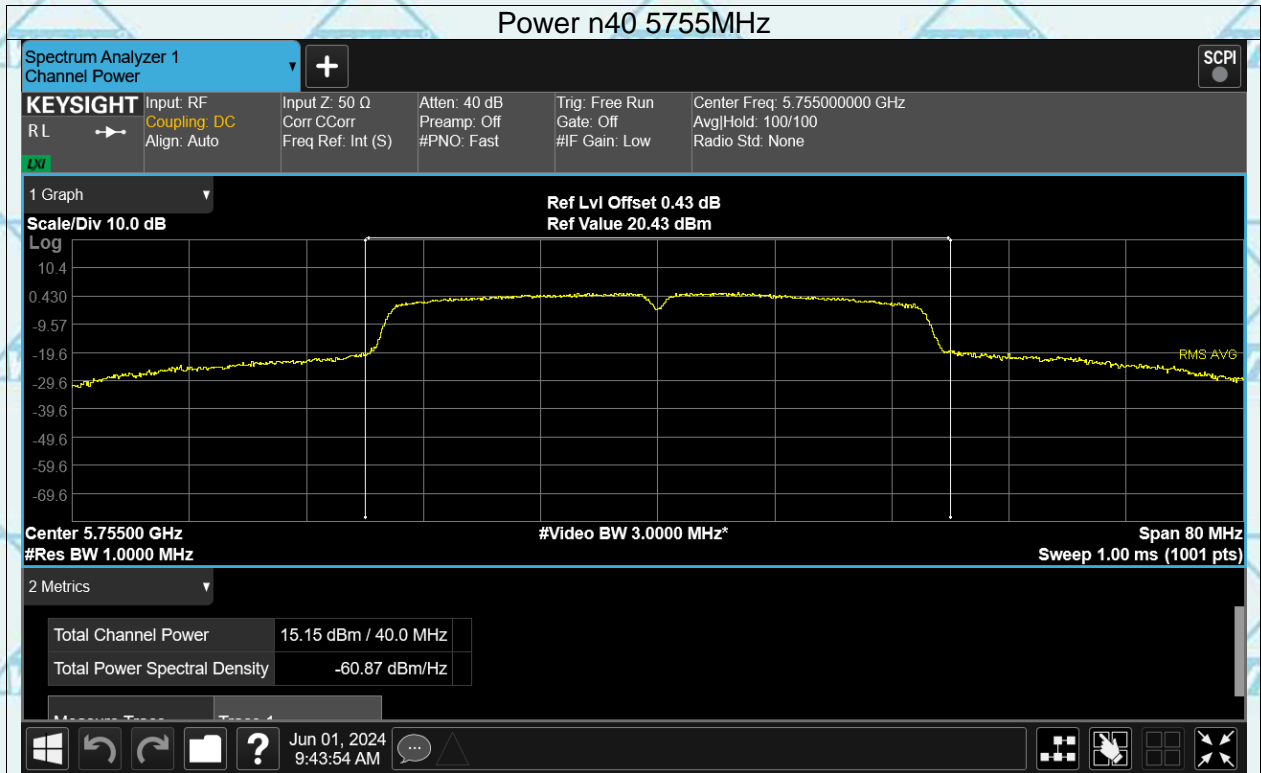 Power n40 5755MHz
Spectrum Analyzer 1
Channel Power
SCPI
KEYSIGHT
R L
LXI
Input: RF
Coupling: DC
Align: Auto
Input Z: 50 Ω
Corr CCorr
Freq Ref: Int (S)
Atten: 40 dB
Preamp: Off
#PNO: Fast
Trig: Free Run
Gate: Off
#IF Gain: Low
Center Freq: 5.755000000 GHz
Avg|Hold: 100/100
Radio Std: None
1 Graph
Scale/Div 10.0 dB
Ref Lvl Offset 0.43 dB
Ref Value 20.43 dBm
Log
10.4
0.430
-9.57
-19.6
-29.6
-39.6
-49.6
-59.6
-69.6
RMS AVG
Center 5.75500 GHz
#Res BW 1.0000 MHz
#Video BW 3.0000 MHz*
Span 80 MHz
Sweep 1.00 ms (1001 pts)
2 Metrics
Total Channel Power 15.15 dBm / 40.0 MHz
Total Power Spectral Density -60.87 dBm/Hz
Measure Trace Trace 1
?
Jun 01, 2024
9:43:54 AM